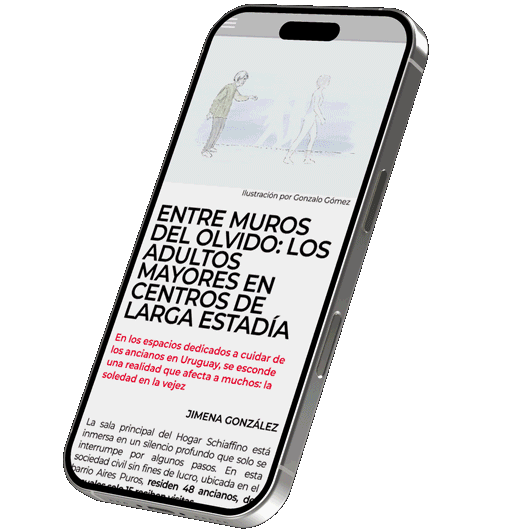 Ilustración por Gonzalo Gómez
ENTRE MUROS
DEL OLVIDO: LOS
ADULTOS
MAYORES EN
CENTROS DE
LARGA ESTADÍA
En los espacios dedicados a cuidar de
los ancianos en Uruguay, se esconde
una realidad que afecta a muchos: la
soledad en la vejez
JIMENA GONZÁLEZ
La sala principal del Hogar Schiaffino está
inmersa en un silencio profundo que solo se
interrumpe por algunos pasos. En esta
sociedad civil sin fines de lucro, ubicada en el
barrio Aires Puros, residen 48 ancianos, de
solo 15 reciben visitas